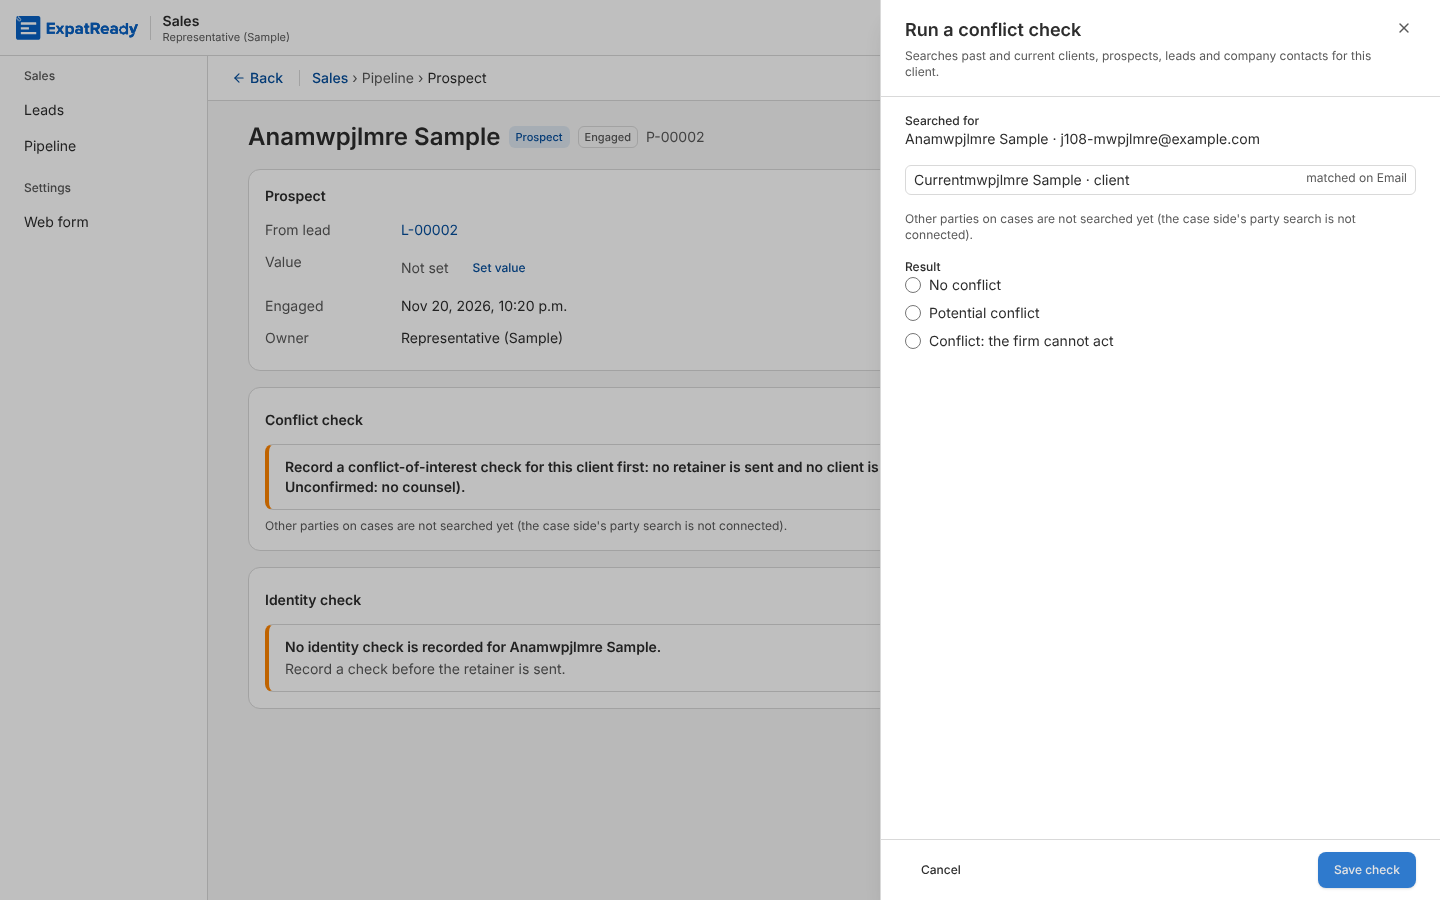 ExpatReady
Sales
Representative (Sample)
Sales
Leads
Pipeline
Settings
Web form
← Back
Sales › Pipeline › Prospect
Anamwpjlmre Sample Prospect Engaged P-00002
Prospect
From lead L-00002
Value Not set Set value
Engaged Nov 20, 2026, 10:20 p.m.
Owner Representative (Sample)
Conflict check
Record a conflict-of-interest check for this client first: no retainer is sent and no client is
Unconfirmed: no counsel).
Other parties on cases are not searched yet (the case side's party search is not connected).
Identity check
No identity check is recorded for Anamwpjlmre Sample.
Record a check before the retainer is sent.
Run a conflict check
Searches past and current clients, prospects, leads and company contacts for this
client.
Searched for
Anamwpjlmre Sample · j108-mwpjlmre@example.com
Currentmwpjlmre Sample · client matched on Email
Other parties on cases are not searched yet (the case side's party search is not
connected).
Result
No conflict
Potential conflict
Conflict: the firm cannot act
Cancel
Save check